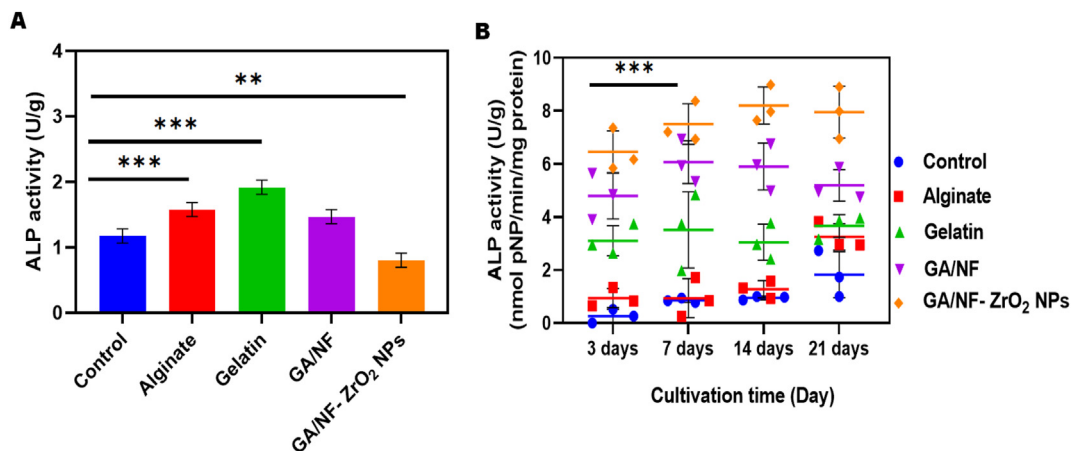 A
ALP activity (U/g)
4
3
2
1
0
**
***
***
Control
Alginate
Gelatin
GA/NF
GA/NF- ZrO₂ NPs
B
ALP activity (U/g)
(nmol pNPP/min/mg protein)
10
8
6
4
2
0
***
3 days 7 days 14 days 21 days
Cultivation time (Day)
Control
Alginate
Gelatin
GA/NF
GA/NF- ZrO₂ NPs